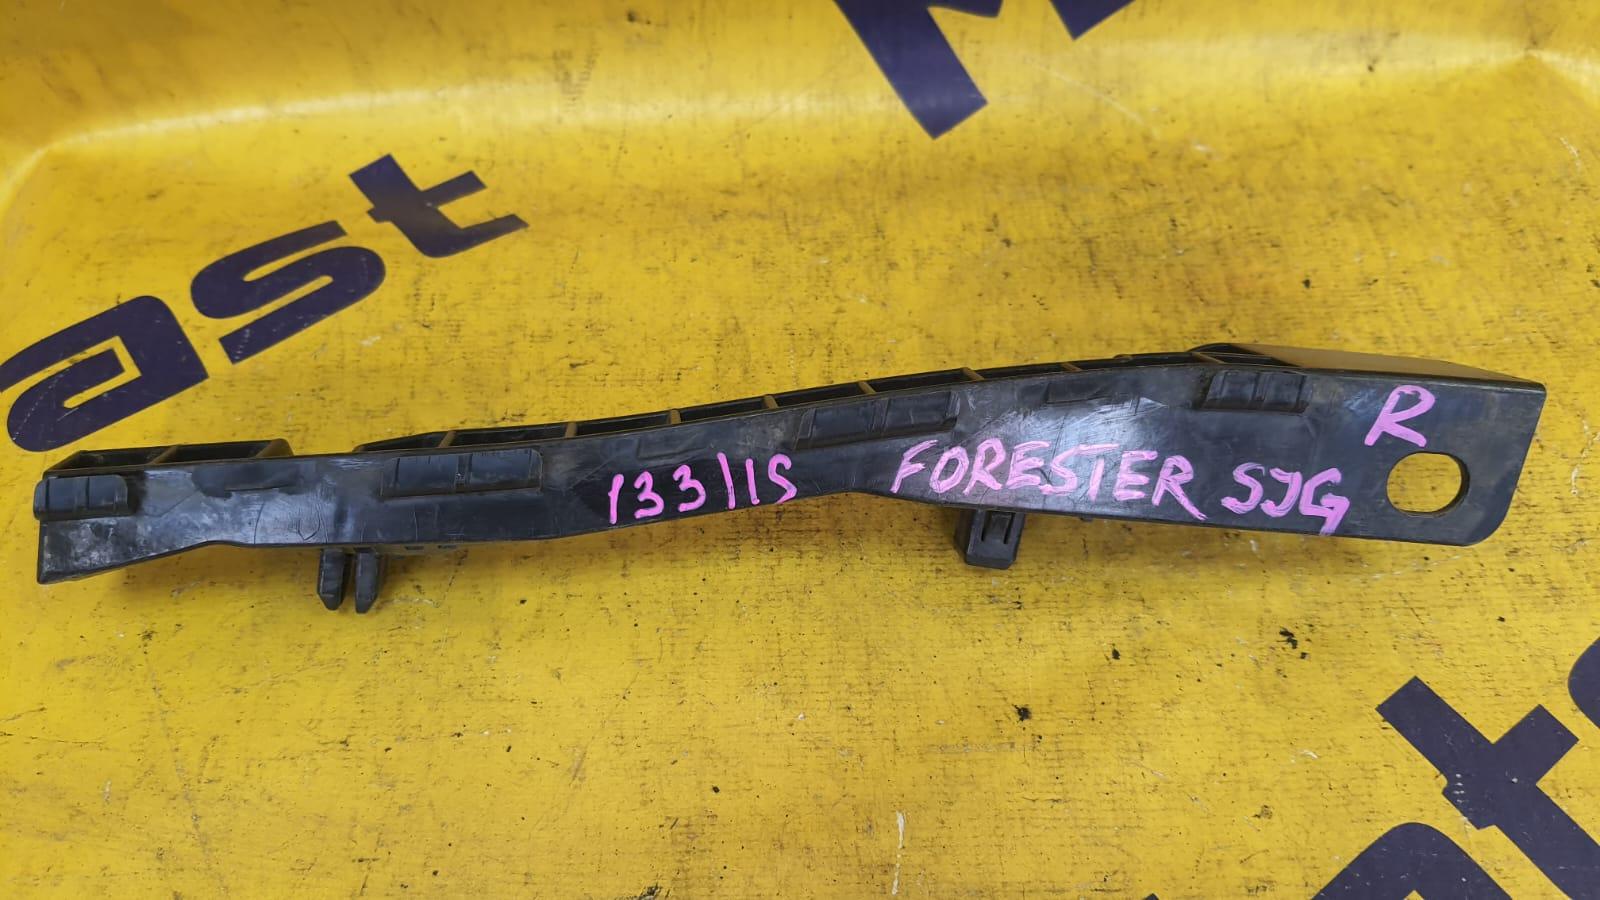 ast
R
FORESTER SJG
133115